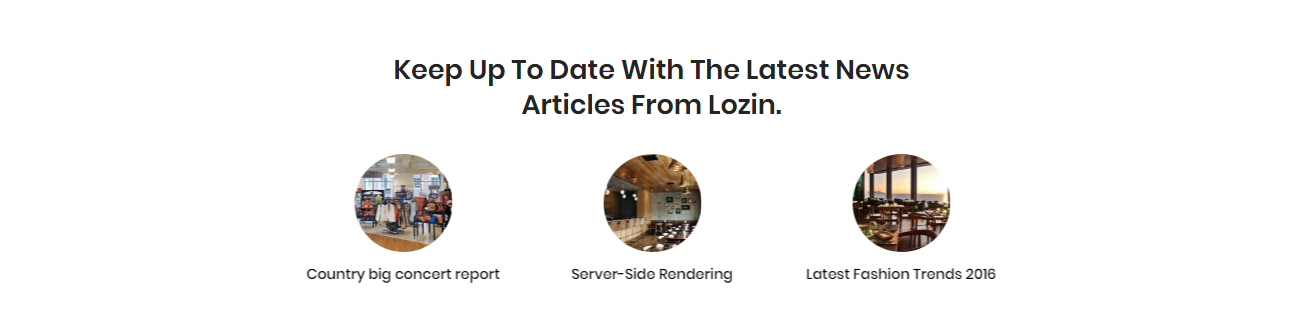 Keep Up To Date With The Latest News
Articles From Lozin.
Country big concert report
Server-Side Rendering
Latest Fashion Trends 2016